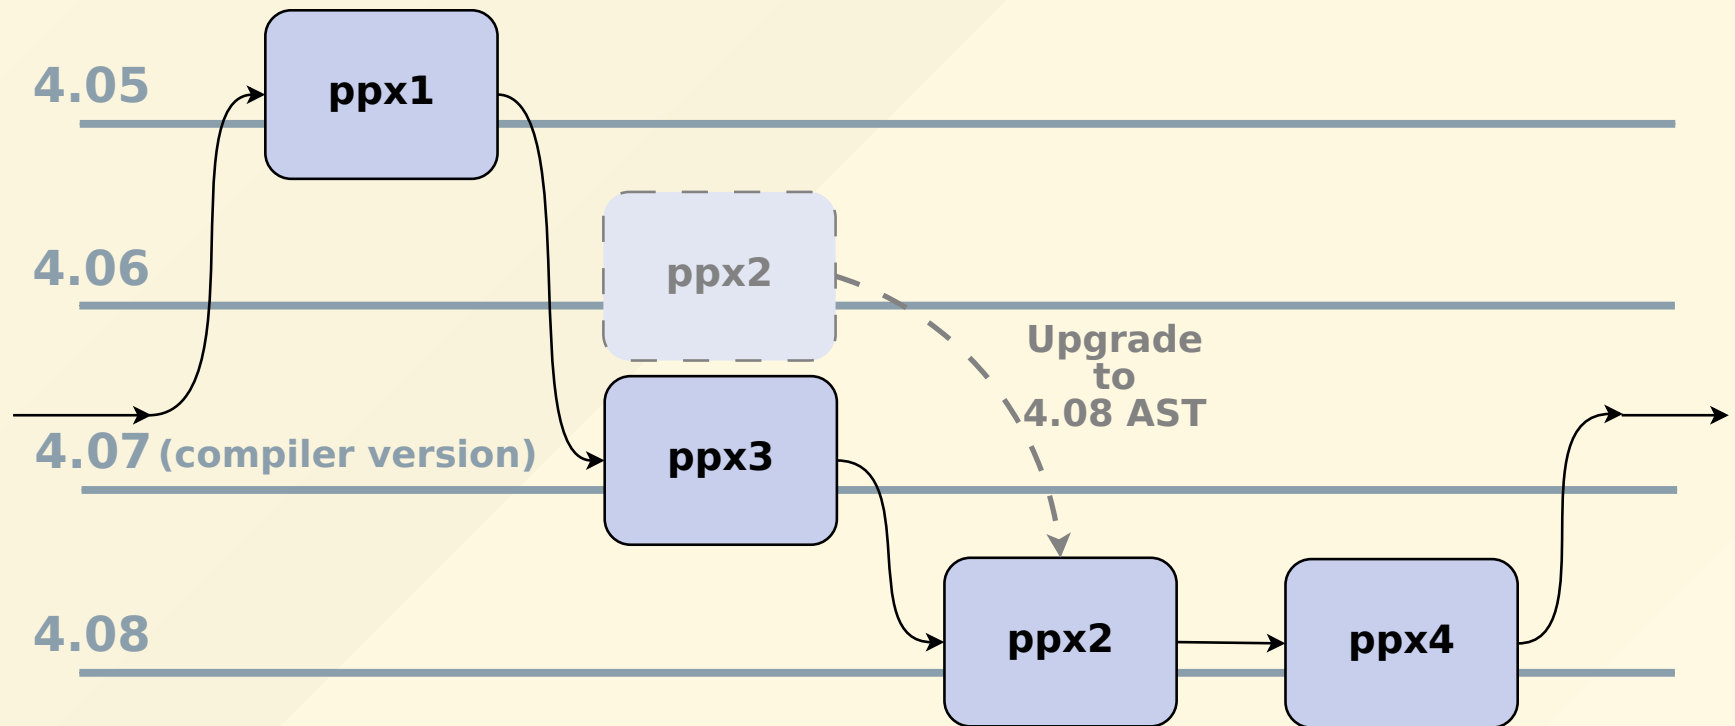 4.05
ppx1
4.06
ppx2
Upgrade
to
4.08 AST
4.07 (compiler version)
ppx3
4.08
ppx2
ppx4